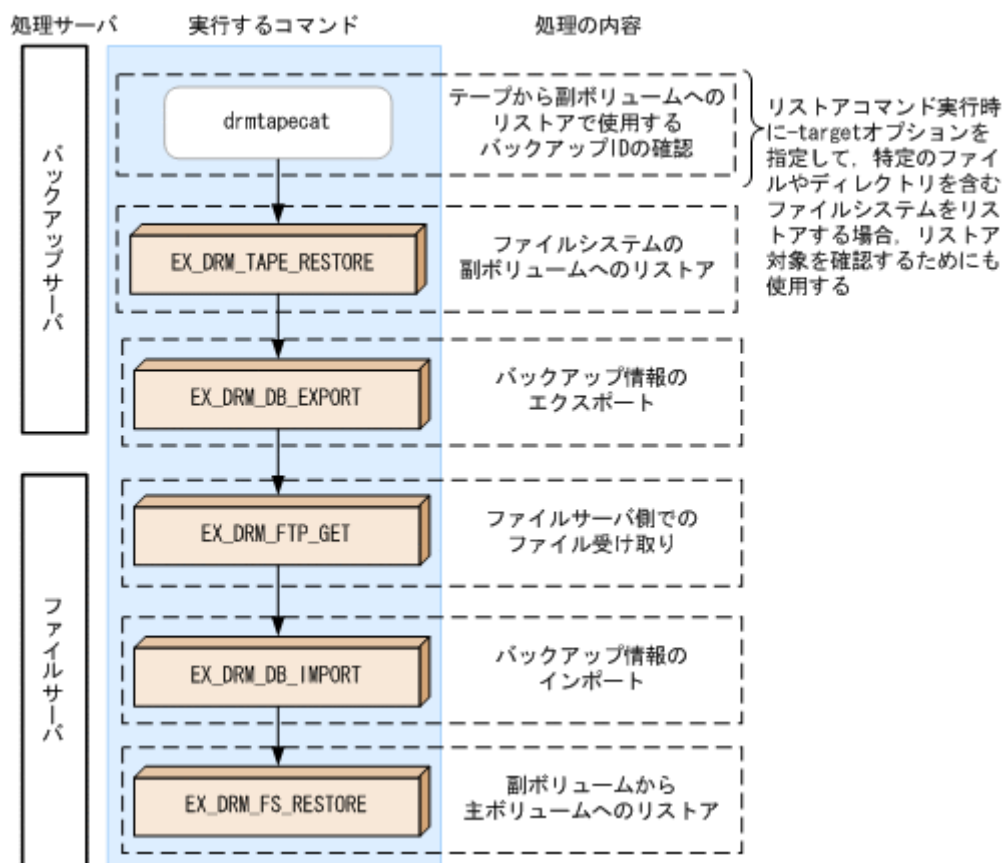 処理サーバ
実行するコマンド
処理の内容
バックアップサーバ
drmtapecat
テープから副ボリュームへの
リストアで使用する
バックアップIDの確認
リストアコマンド実行時
に-targetオプションを
指定して，特定のファイ
ルやディレクトリを含む
ファイルシステムをリス
トアする場合，リストア
対象を確認するためにも
使用する
EX_DRM_TAPE_RESTORE
ファイルシステムの
副ボリュームへのリストア
EX_DRM_DB_EXPORT
バックアップ情報の
エクスポート
ファイルサーバ
EX_DRM_FTP_GET
ファイルサーバ側での
ファイル受け取り
EX_DRM_DB_IMPORT
バックアップ情報の
インポート
EX_DRM_FS_RESTORE
副ボリュームから
主ボリュームへのリストア